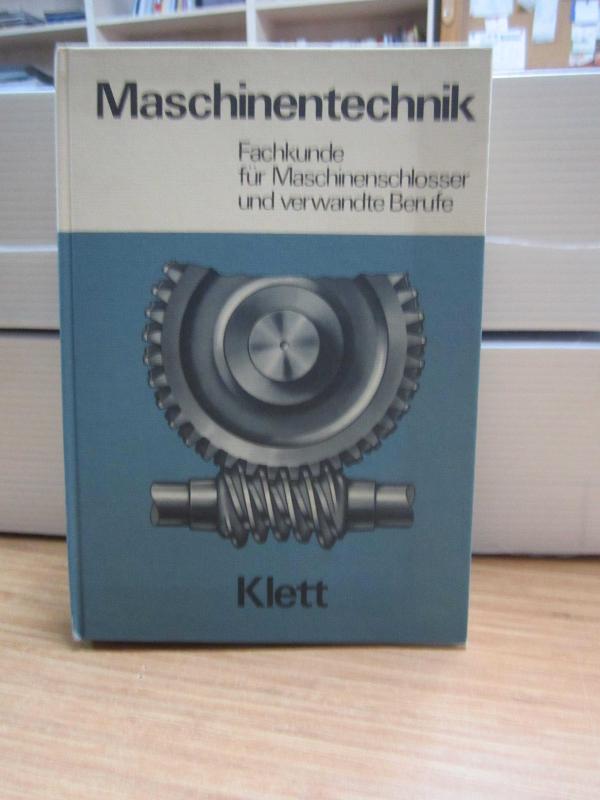 Maschinentechnik
Fachkunde
für Maschinenschlosser
und verwandte Berufe
Klett